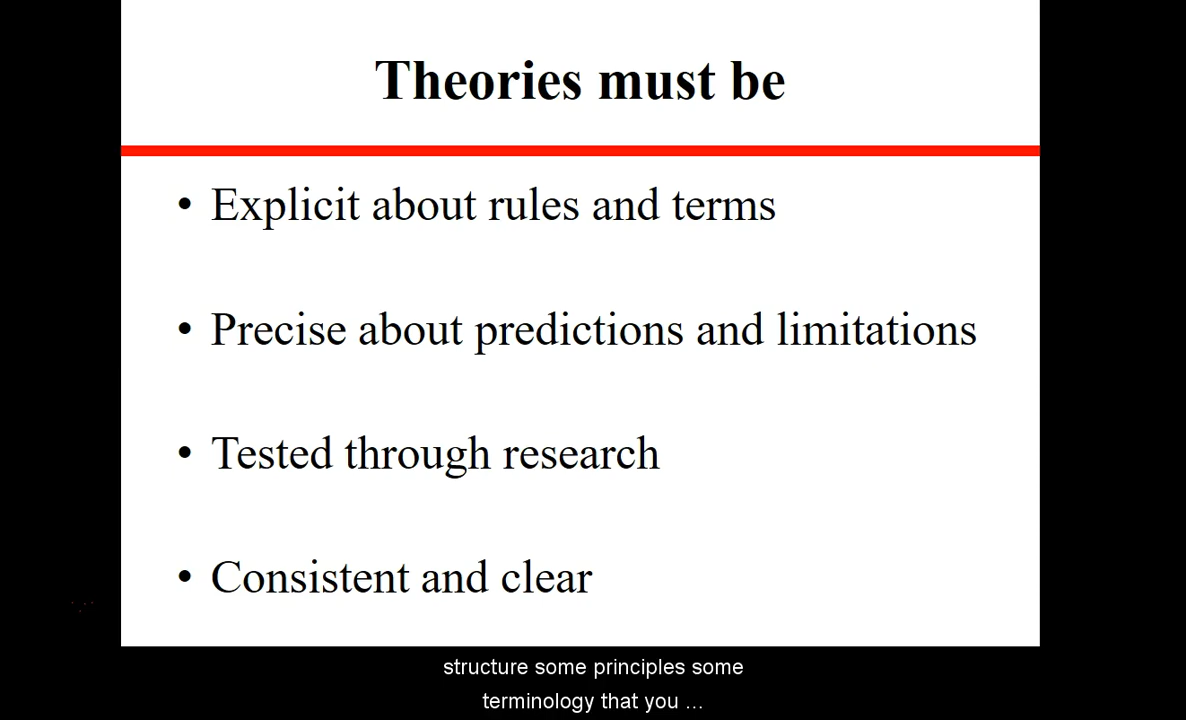 Theories must be
• Explicit about rules and terms
• Precise about predictions and limitations
• Tested through research
• Consistent and clear
structure some principles some
terminology that you ...